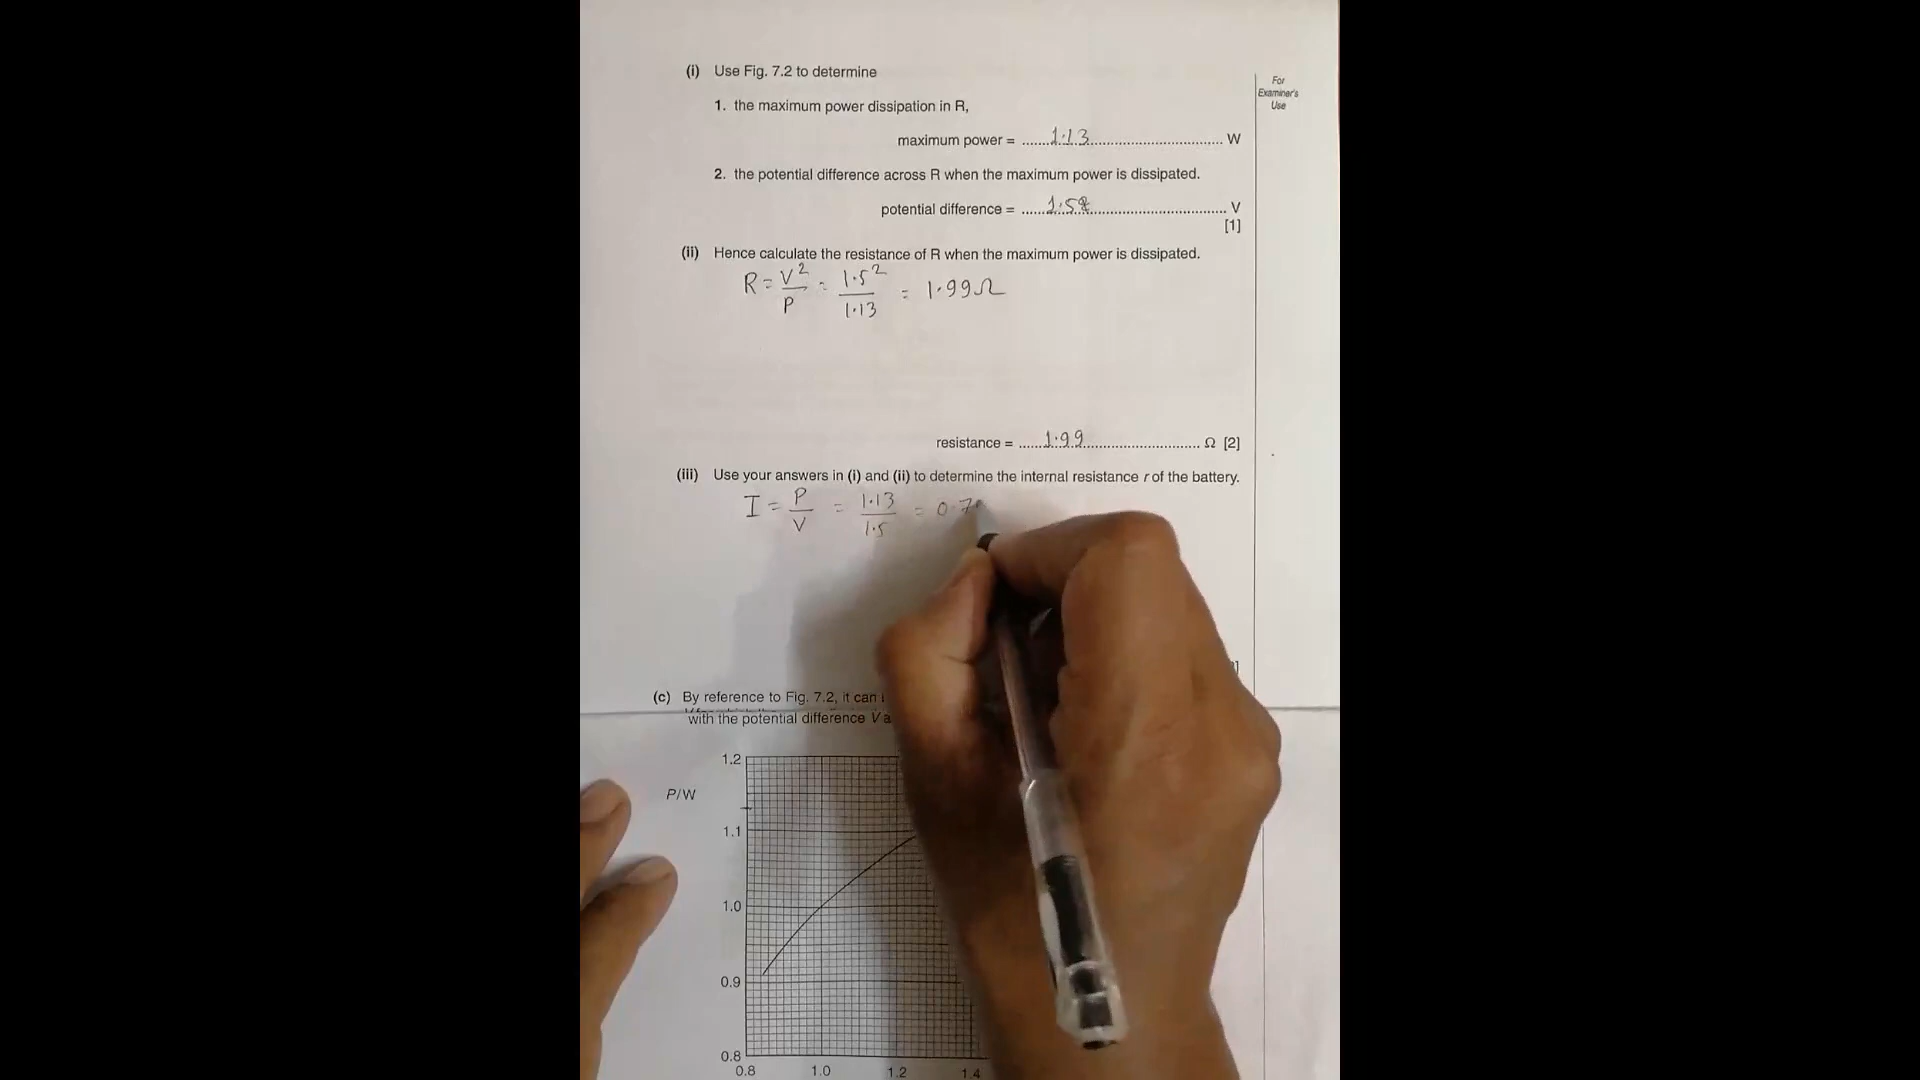 (i) Use Fig. 7.2 to determine
For
Examiner's
Use
1. the maximum power dissipation in R,
maximum power = ......1.13...... W
2. the potential difference across R when the maximum power is dissipated.
potential difference = ......1.5...... V
[1]
(ii) Hence calculate the resistance of R when the maximum power is dissipated.
R = V²/P = 1.5²/1.13 = 1.99Ω
resistance = ......1.99...... Ω [2]
(iii) Use your answers in (i) and (ii) to determine the internal resistance r of the battery.
I = P/V = 1.13/1.5 = 0.7
(c) By reference to Fig. 7.2, it can
with the potential difference V
1.2
P/W
1.1
1.0
0.9
0.8
0.8 1.0 1.2 1.4